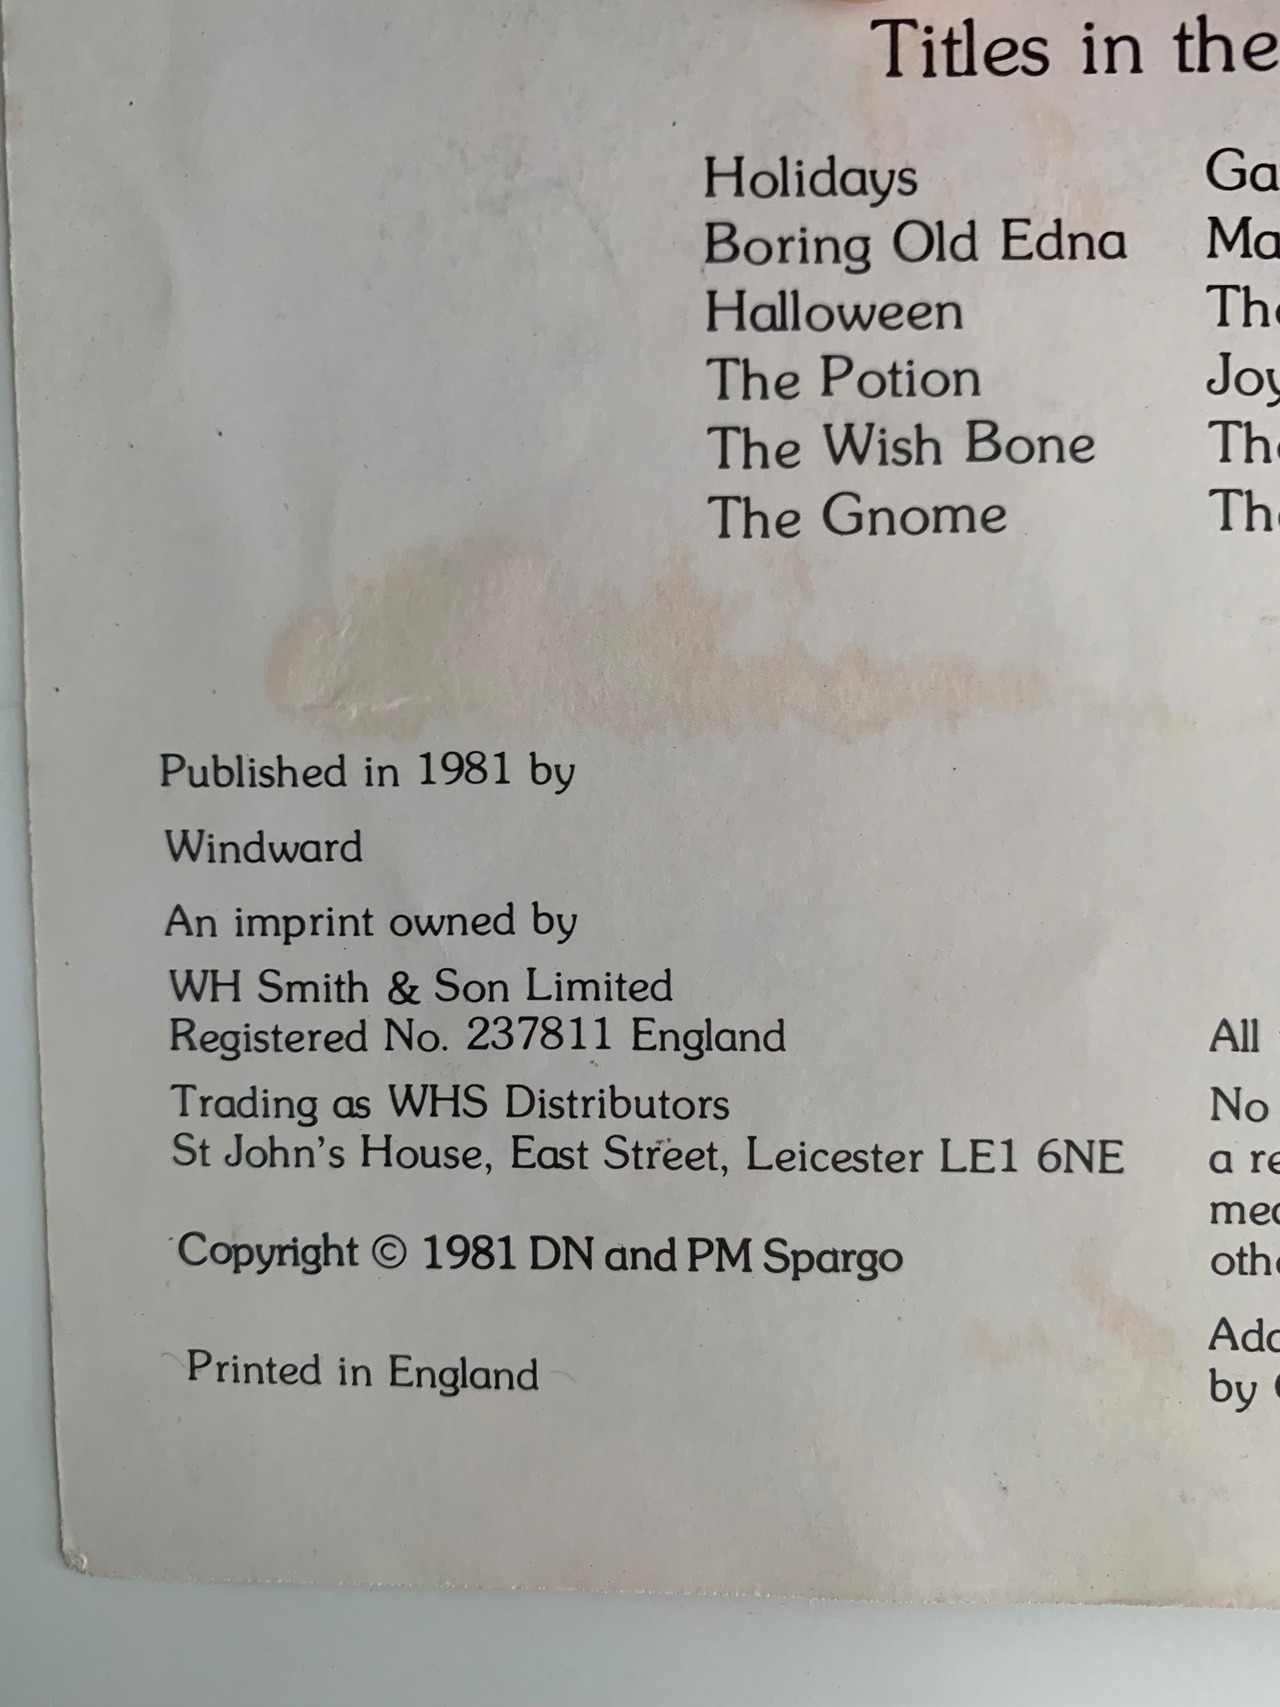 Titles in the
Holidays
Boring Old Edna
Halloween
The Potion
The Wish Bone
The Gnome
Published in 1981 by
Windward
An imprint owned by
WH Smith & Son Limited
Registered No. 237811 England
Trading as WHS Distributors
St John's House, East Street, Leicester LE1 6NE
Copyright © 1981 DN and PM Spargo
Printed in England
All
No
a
by